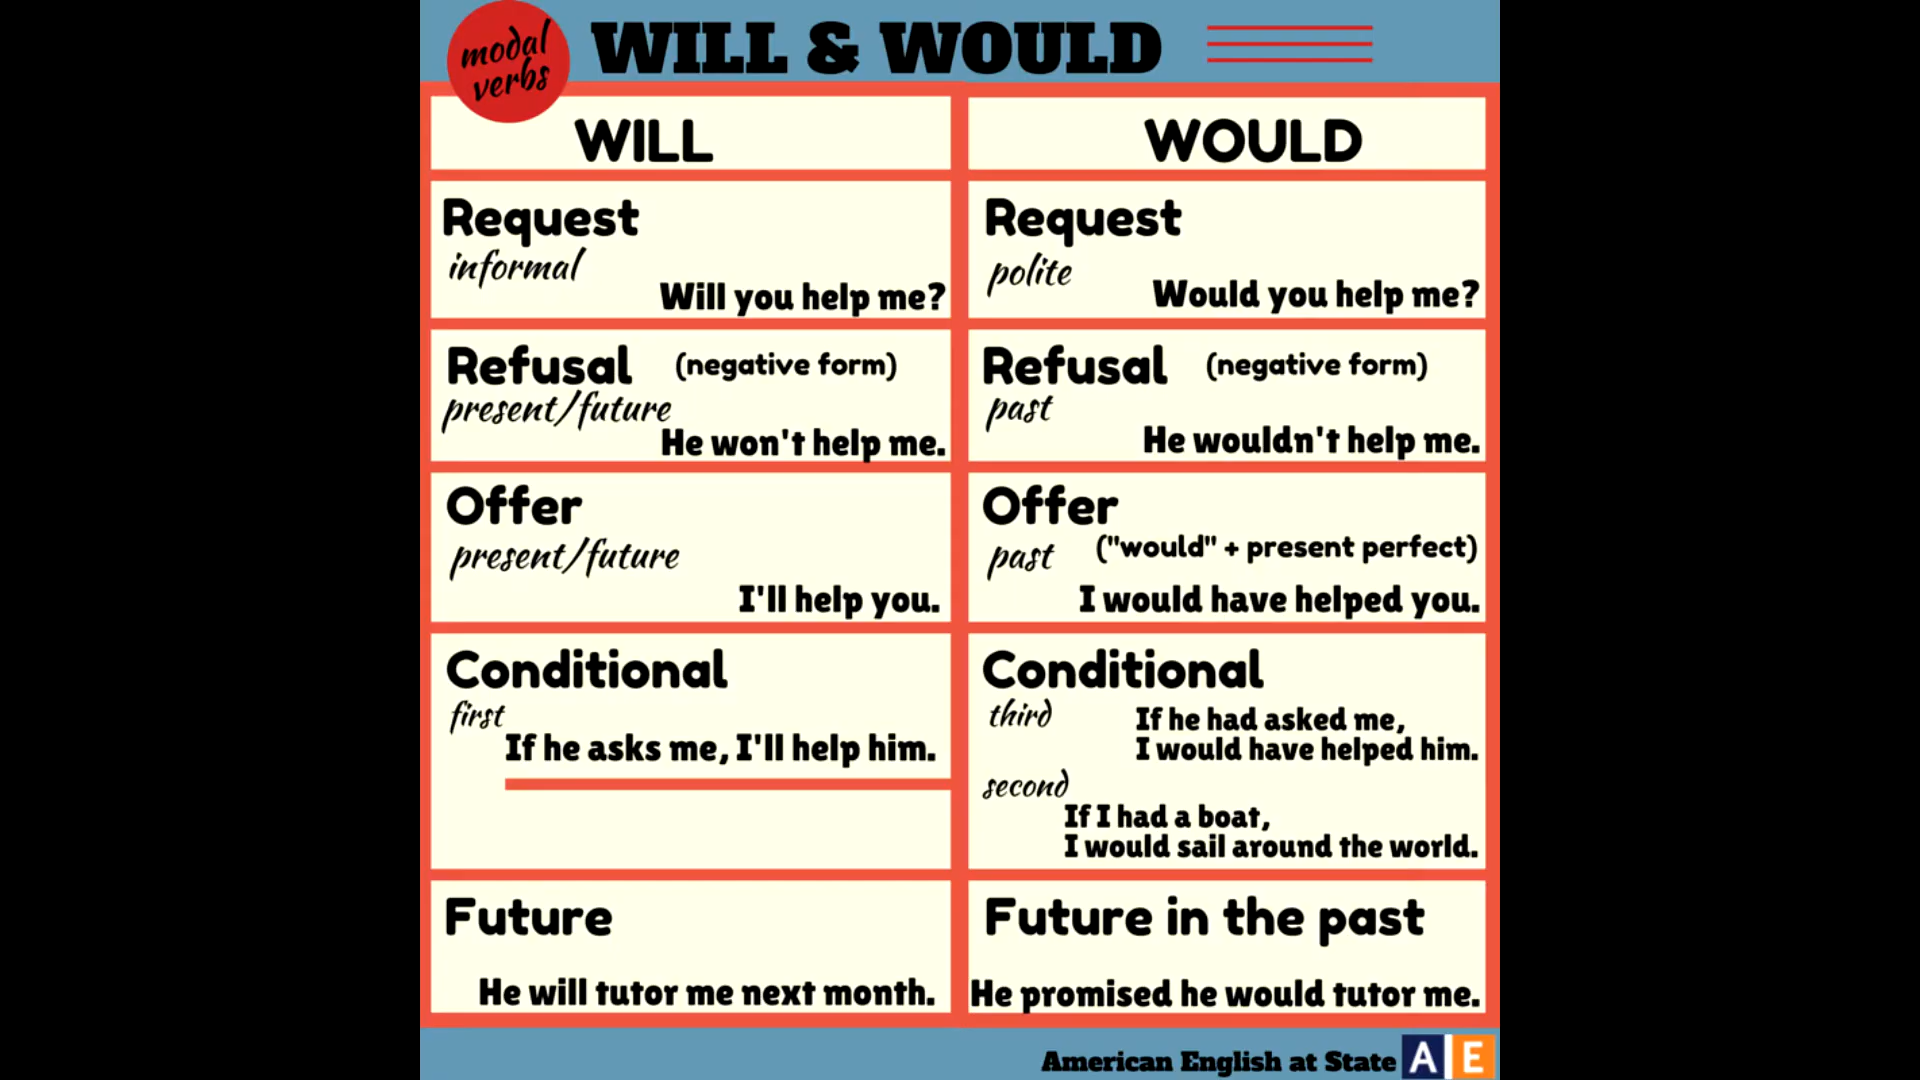 modal
verbs
WILL & WOULD
WILL
WOULD
Request
informal
Will you help me?
Request
polite
Would you help me?
Refusal (negative form)
present/future
He won't help me.
Refusal (negative form)
past
He wouldn't help me.
Offer
present/future
I'll help you.
Offer
past ("would" + present perfect)
I would have helped you.
Conditional
first
If he asks me, I'll help him.
Conditional
third
If he had asked me,
I would have helped him.
second
If I had a boat,
I would sail around the world.
Future
He will tutor me next month.
Future in the past
He promised he would tutor me.
American English at State A E